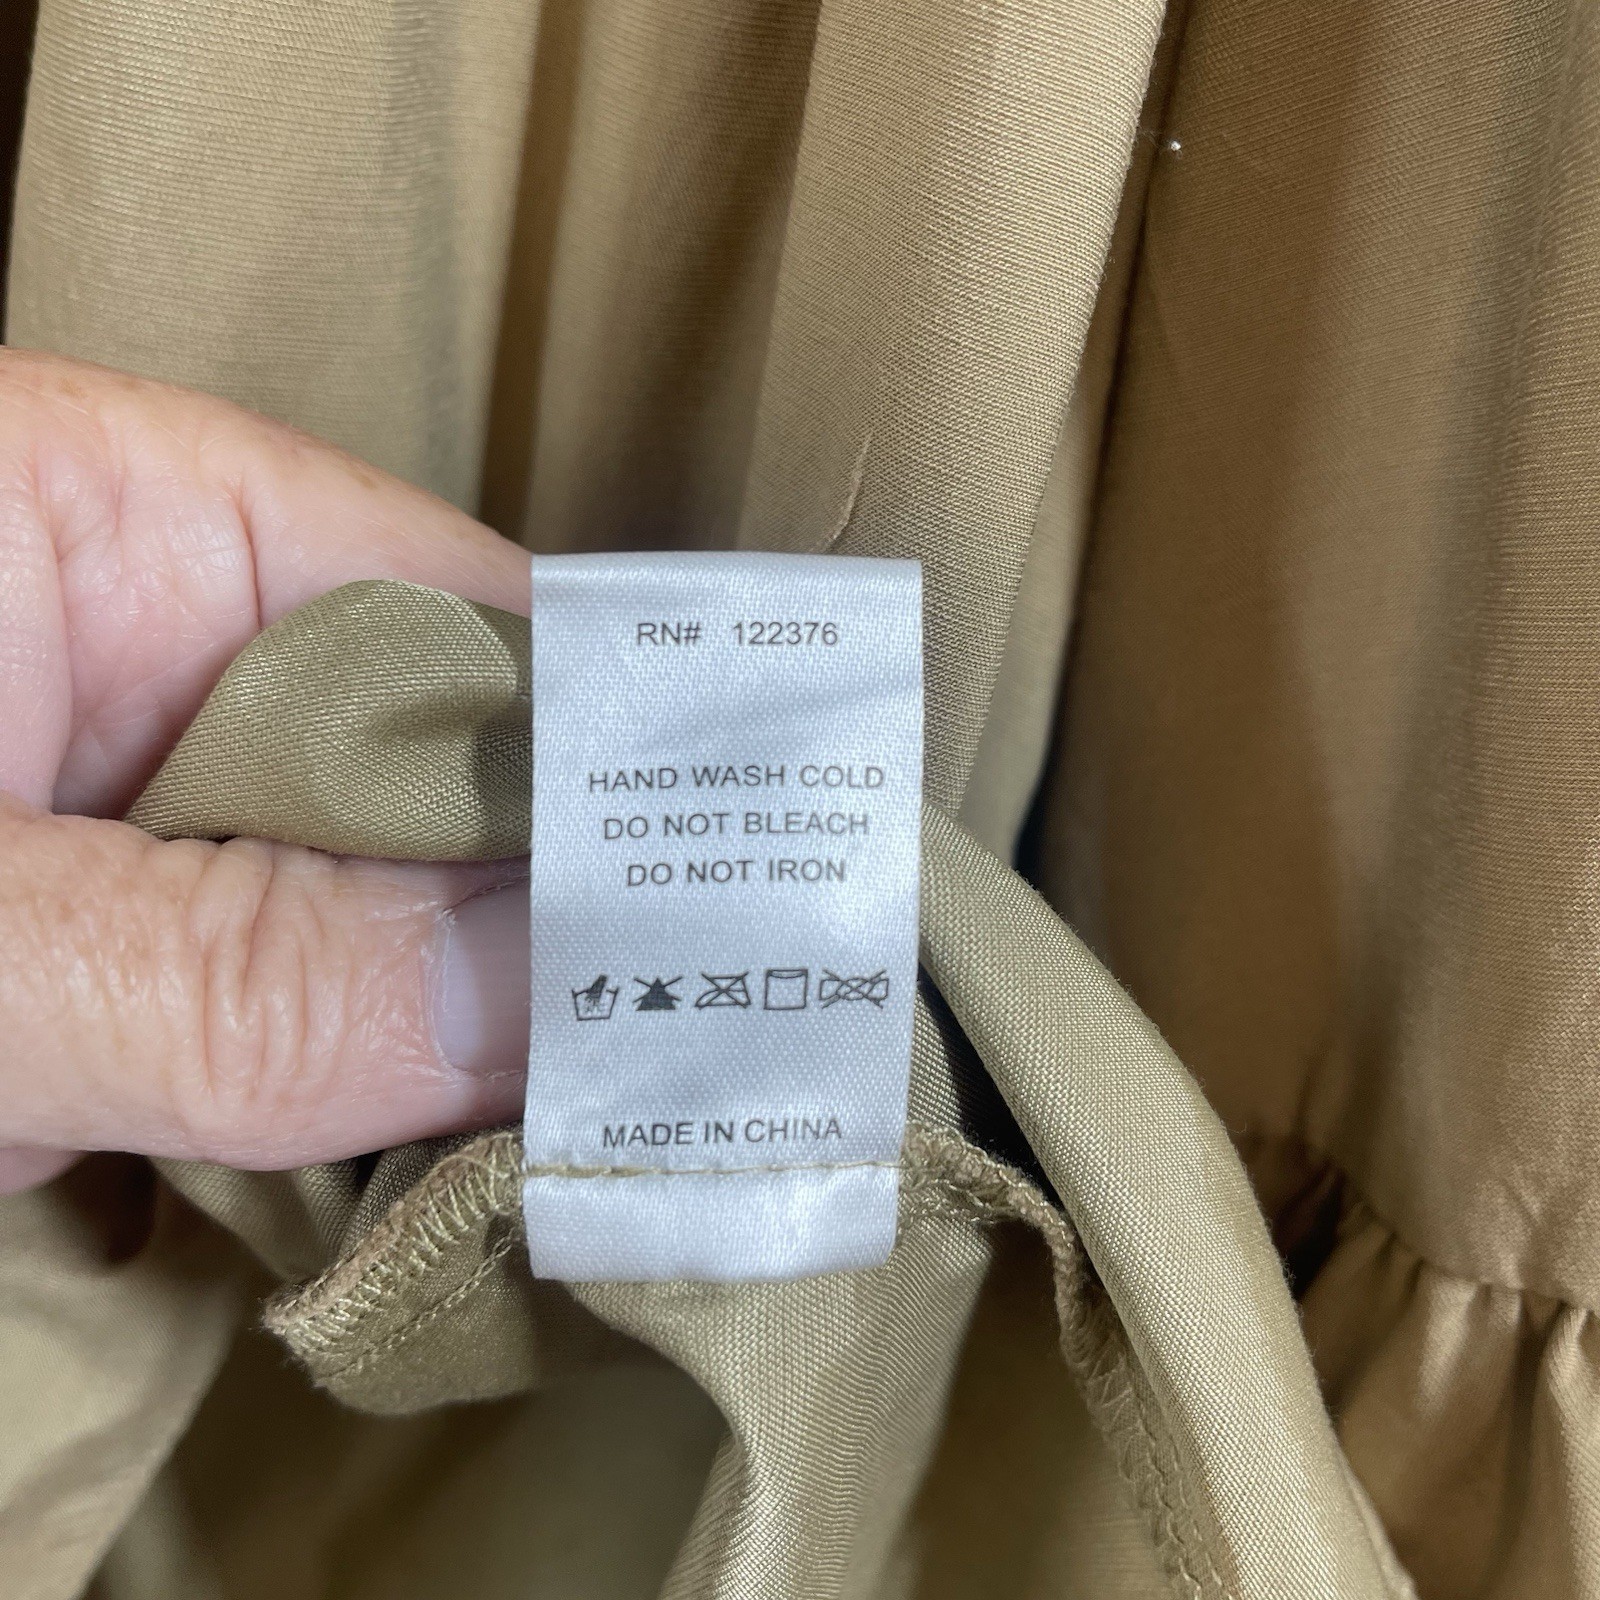 RN# 122376
HAND WASH COLD
DO NOT BLEACH
DO NOT IRON
MADE IN CHINA